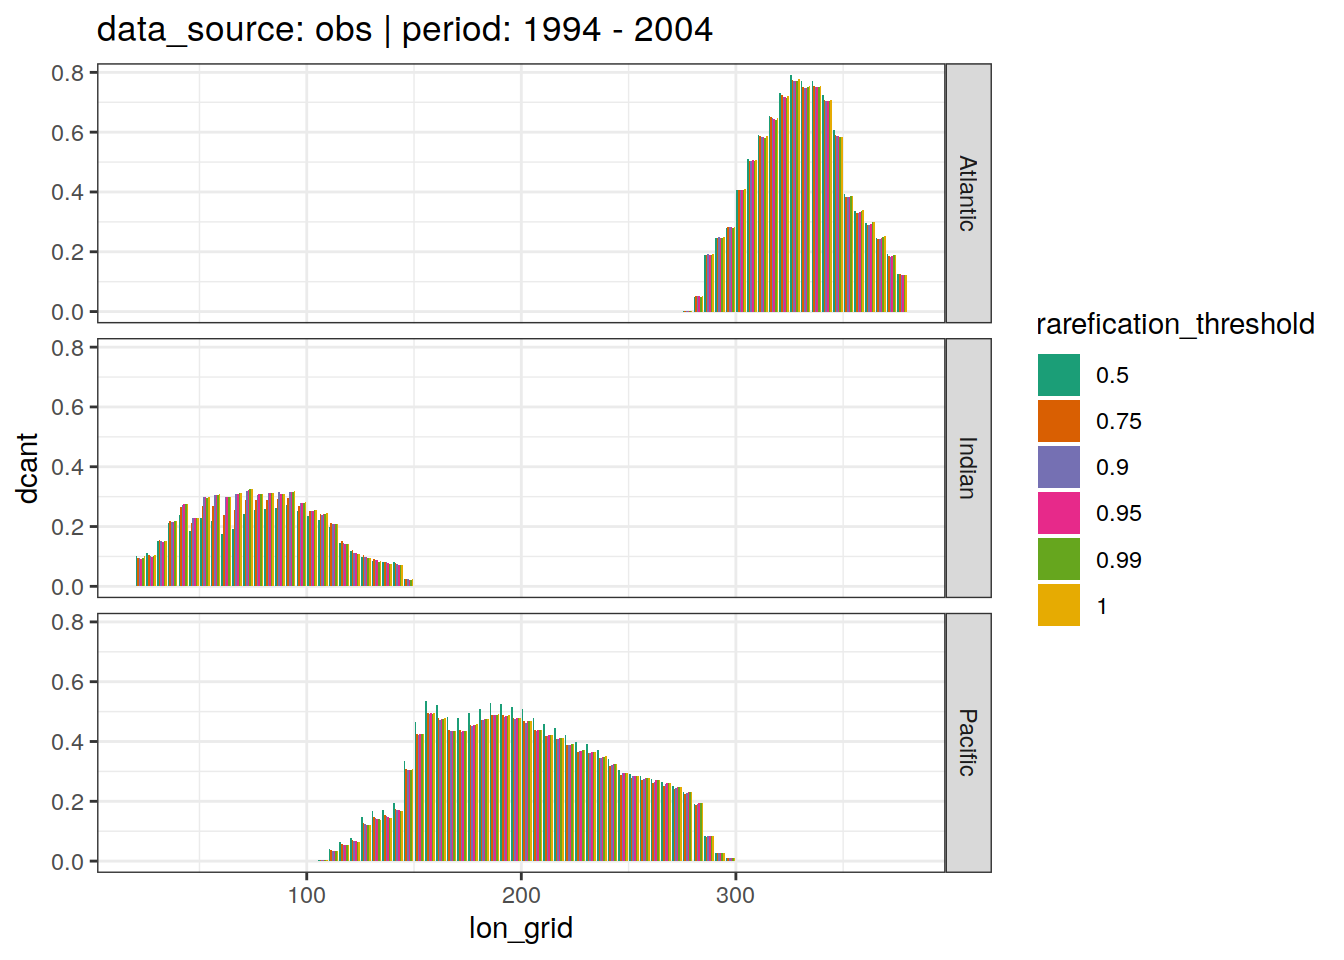 data_source: obs | period: 1994 - 2004
0.8
0.6
0.4
0.2
0.0
Atlantic
0.8
0.6
0.4
0.2
0.0
Indian
0.8
0.6
0.4
0.2
0.0
Pacific
100 200 300
lon_grid
dcant
rarefication_threshold
0.5
0.75
0.9
0.95
0.99
1